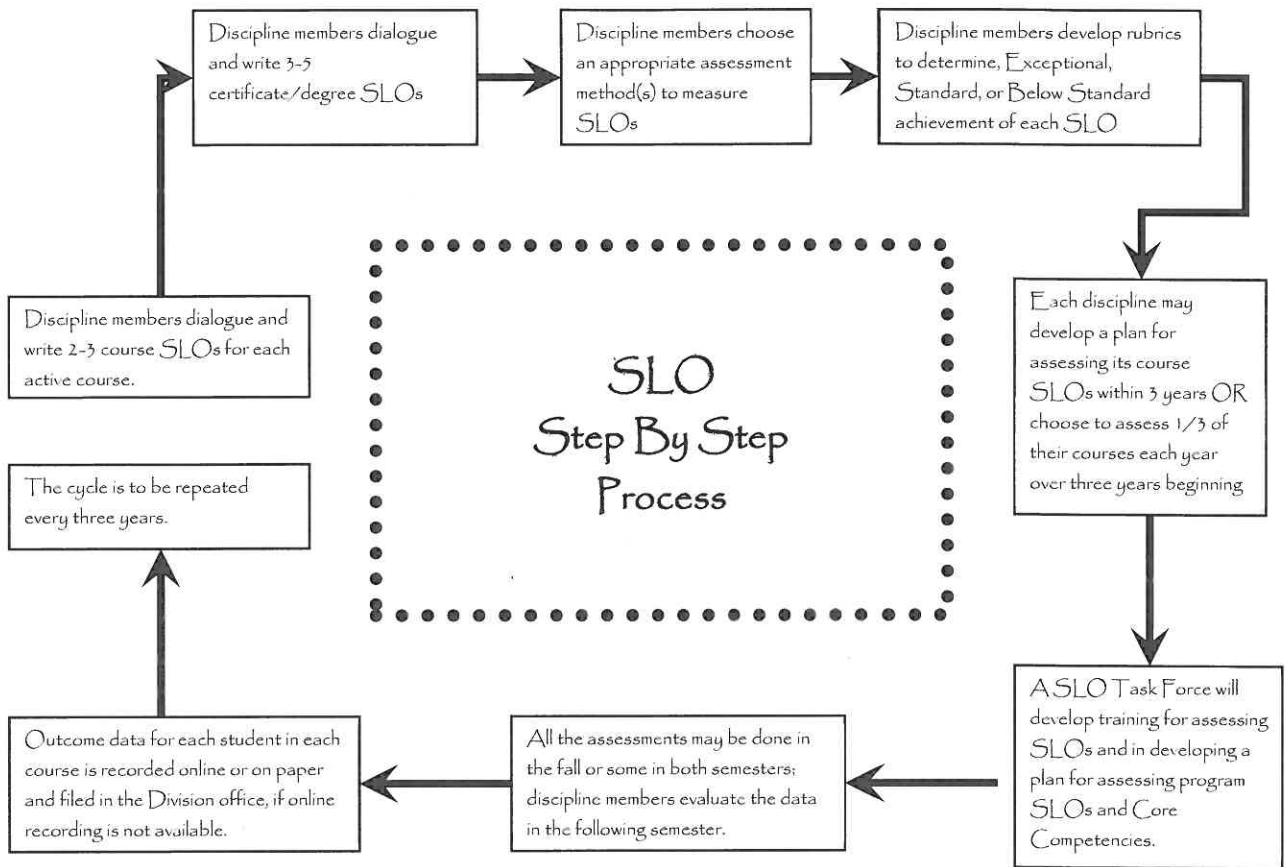 Discipline members dialogue
and write 3-5
certificate/degree SLOs
Discipline members choose
an appropriate assessment
method(s) to measure
SLOs
Discipline members develop rubrics
to determine, Exceptional,
Standard, or Below Standard
achievement of each SLO
Discipline members dialogue and
write 2-3 course SLOs for each
active course.
SLO
Step By Step
Process
Each discipline may
develop a plan for
assessing its course
SLOs within 3 years OR
choose to assess 1/3 of
their courses each year
over three years beginning
The cycle is to be repeated
every three years.
Outcome data for each student in each
course is recorded online or on paper
and filed in the Division office, if online
recording is not available.
All the assessments may be done in
the fall or some in both semesters;
discipline members evaluate the data
in the following semester.
A SLO Task Force will
develop training for assessing
SLOs and in developing a
plan for assessing program
SLOs and Core
Competencies.